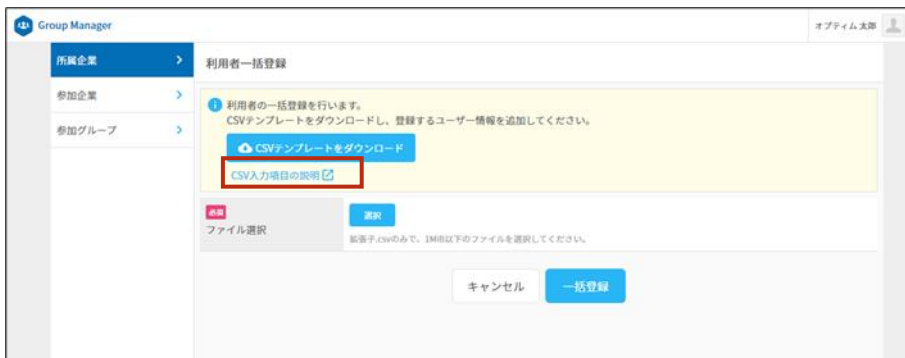 Group Manager
オプティム 太郎
所属企業
参加企業
参加グループ
利用者一括登録
利用者の一括登録を行います。
CSVテンプレートをダウンロードし、登録するユーザー情報を追加してください。
CSVテンプレートをダウンロード
CSV入力項目の説明
必須
ファイル選択
選択
拡張子.csvのみで、1MiB以下のファイルを選択してください。
キャンセル
一括登録